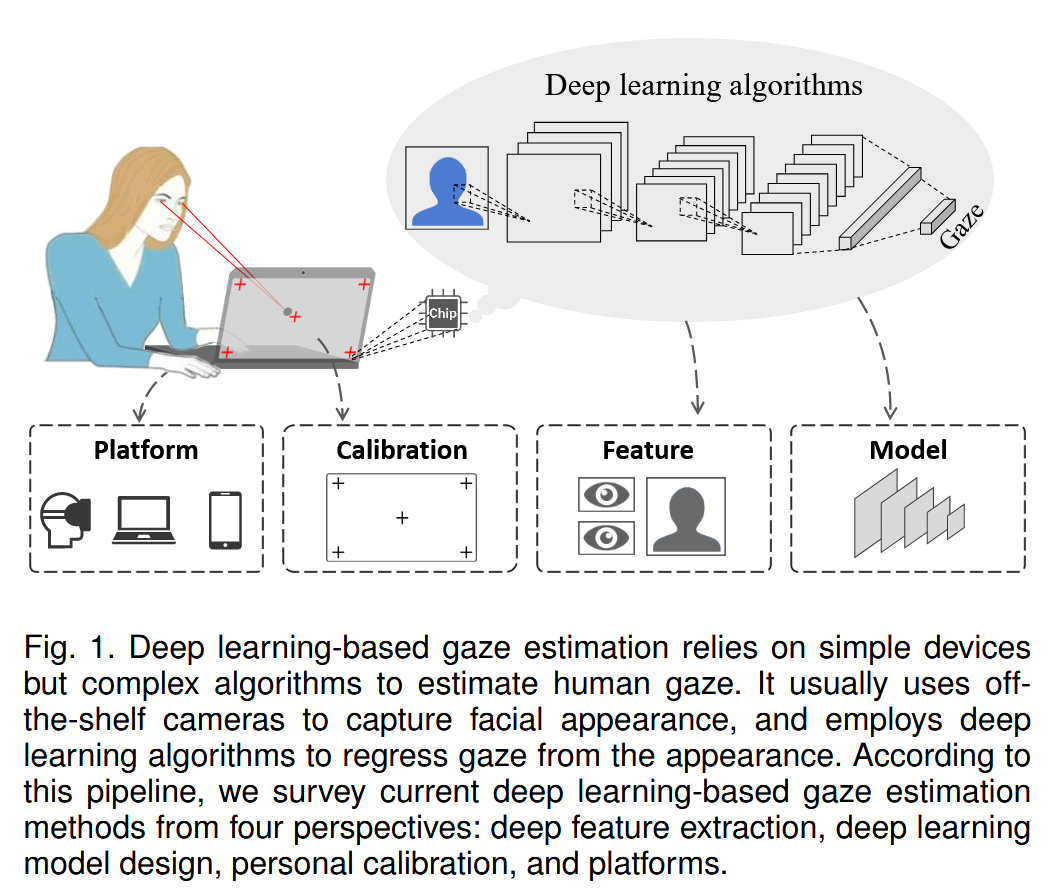 Deep learning algorithms
Gaze
Chip
Platform
Calibration
Feature
Model
Fig. 1. Deep learning-based gaze estimation relies on simple devices
but complex algorithms to estimate human gaze. It usually uses off-
the-shelf cameras to capture facial appearance, and employs deep
learning algorithms to regress gaze from the appearance. According to
this pipeline, we survey current deep learning-based gaze estimation
methods from four perspectives: deep feature extraction, deep learning
model design, personal calibration, and platforms.